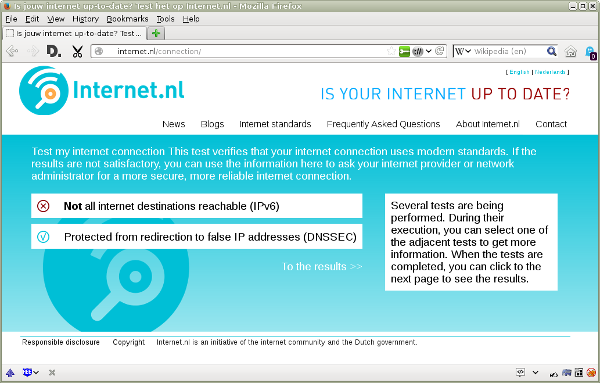 Is jouw internet up-to-date? Test het op Internet.nl - Mozilla Firefox
File Edit View History Bookmarks Tools Help
Is jouw internet up-to-date? Test ...
internet.nl/connection/
Wikipedia (en)
[ English | Nederlands ]
Internet.nl
IS YOUR INTERNET UP TO DATE?
News Blogs Internet standards Frequently Asked Questions About Internet.nl Contact
Test my internet connection This test verifies that your internet connection uses modern standards. If the
results are not satisfactory, you can use the information here to ask your internet provider or network
administrator for a more secure, more reliable internet connection.
Not all internet destinations reachable (IPv6)
Protected from redirection to false IP addresses (DNSSEC)
To the results >>
Several tests are being
performed. During their
execution, you can select one of
the adjacent tests to get more
information. When the tests are
completed, you can click to the
next page to see the results.
Responsible disclosure Copyright Internet.nl is an initiative of the internet community and the Dutch government.